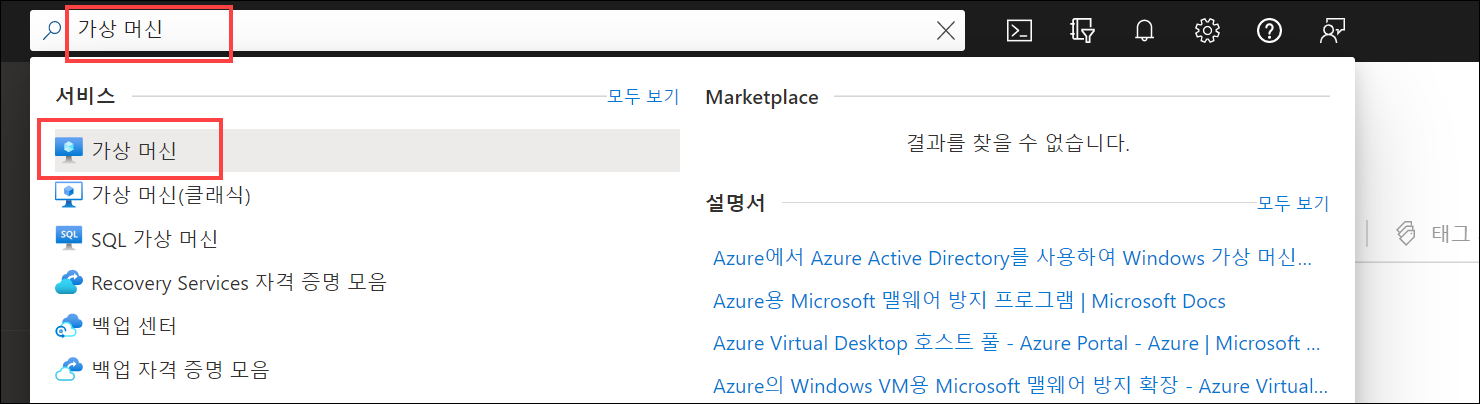 가상 머신
서비스
모두 보기
가상 머신
가상 머신(클래식)
SQL 가상 머신
Recovery Services 자격 증명 모음
백업 센터
백업 자격 증명 모음
Marketplace
결과를 찾을 수 없습니다.
설명서
모두 보기
Azure에서 Azure Active Directory를 사용하여 Windows 가상 머신...
Azure용 Microsoft 맬웨어 방지 프로그램 | Microsoft Docs
Azure Virtual Desktop 호스트 풀 - Azure Portal - Azure | Microsoft ...
Azure의 Windows VM용 Microsoft 맬웨어 방지 확장 - Azure Virtual...
태그